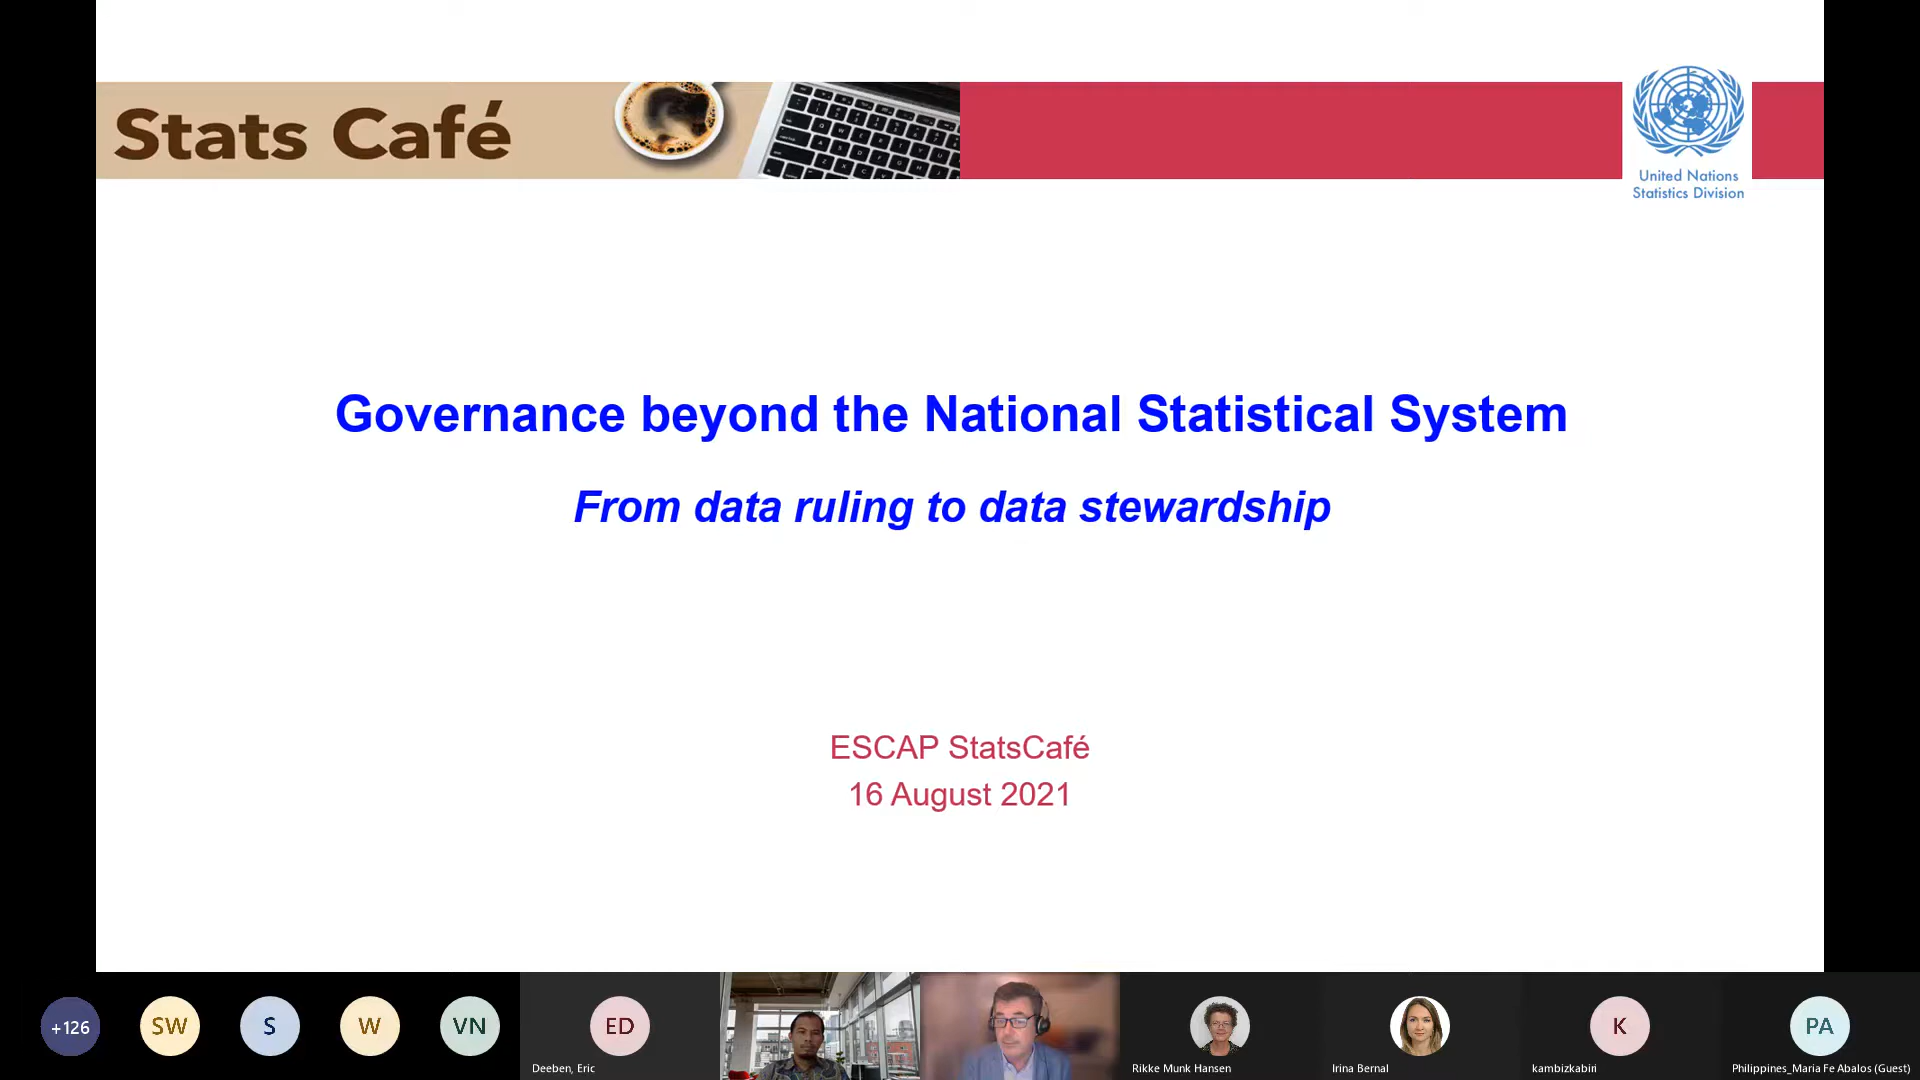 Stats Café
United Nations
Statistics Division
Governance beyond the National Statistical System
From data ruling to data stewardship
ESCAP StatsCafé
16 August 2021
+126
SW
S
W
VN
ED
Deeben, Eric
Rikke Munk Hansen
Irina Bernal
K
kambizkabiri
PA
Philippines_Maria Fe Abalos (Guest)